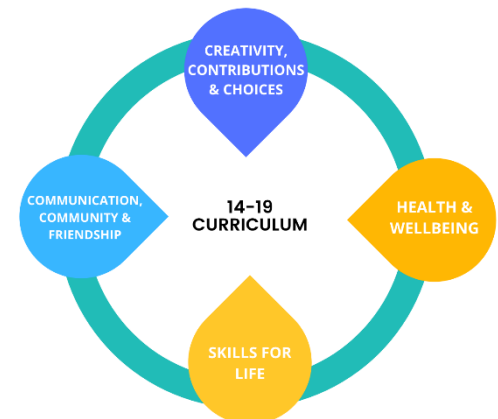 CREATIVITY,
CONTRIBUTIONS
& CHOICES
COMMUNICATION,
COMMUNITY &
FRIENDSHIP
14-19
CURRICULUM
HEALTH &
WELLBEING
SKILLS FOR
LIFE